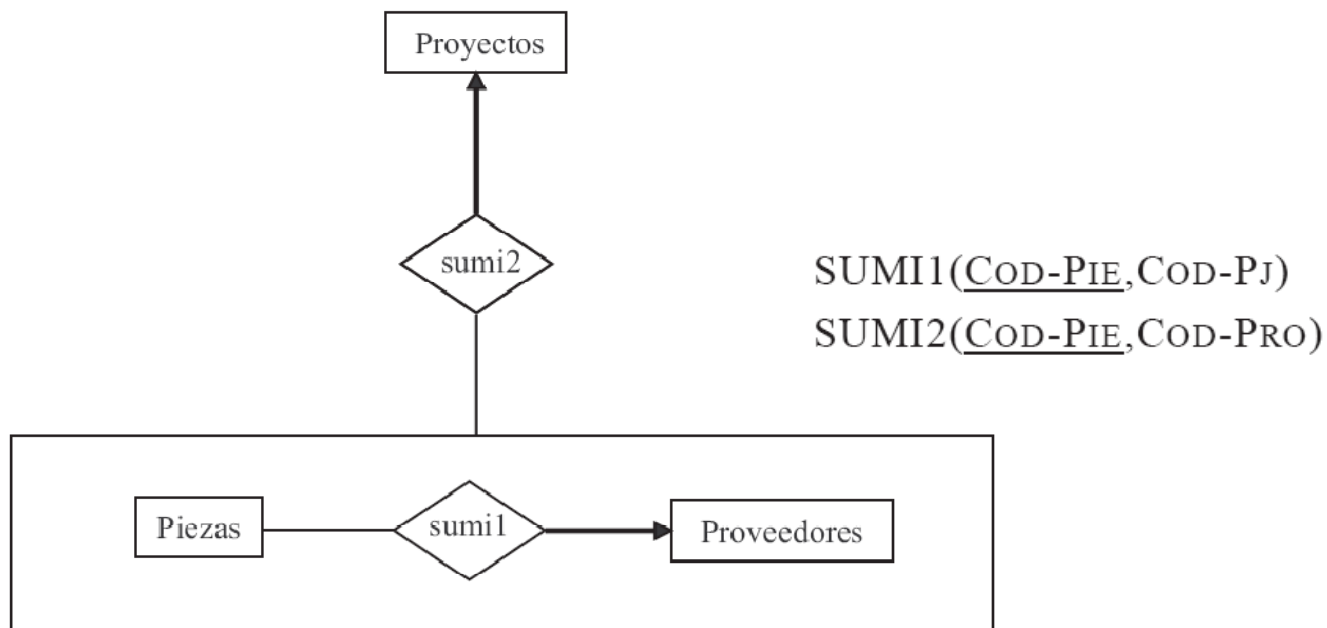 Proyectos
sumi2
SUMI1(COD-PIE,COD-PJ)
SUMI2(COD-PIE,COD-PRO)
Piezas
sumi1
Proveedores